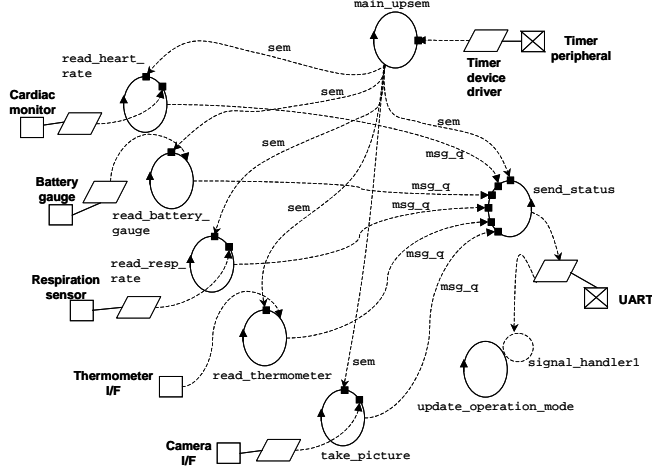 main_upsem
Timer
peripheral
Timer
device
driver
read_heart_
rate
sem
Cardiac
monitor
sem
sem
sem
msg_q
Battery
gauge
msg_q
send_status
read_battery_
gauge
sem
msg_q
msg_q
read_resp_
rate
Respiration
sensor
msg_q
UART
signal_handler1
sem
Thermometer
I/F
read_thermometer
update_operation_mode
Camera
I/F
take_picture